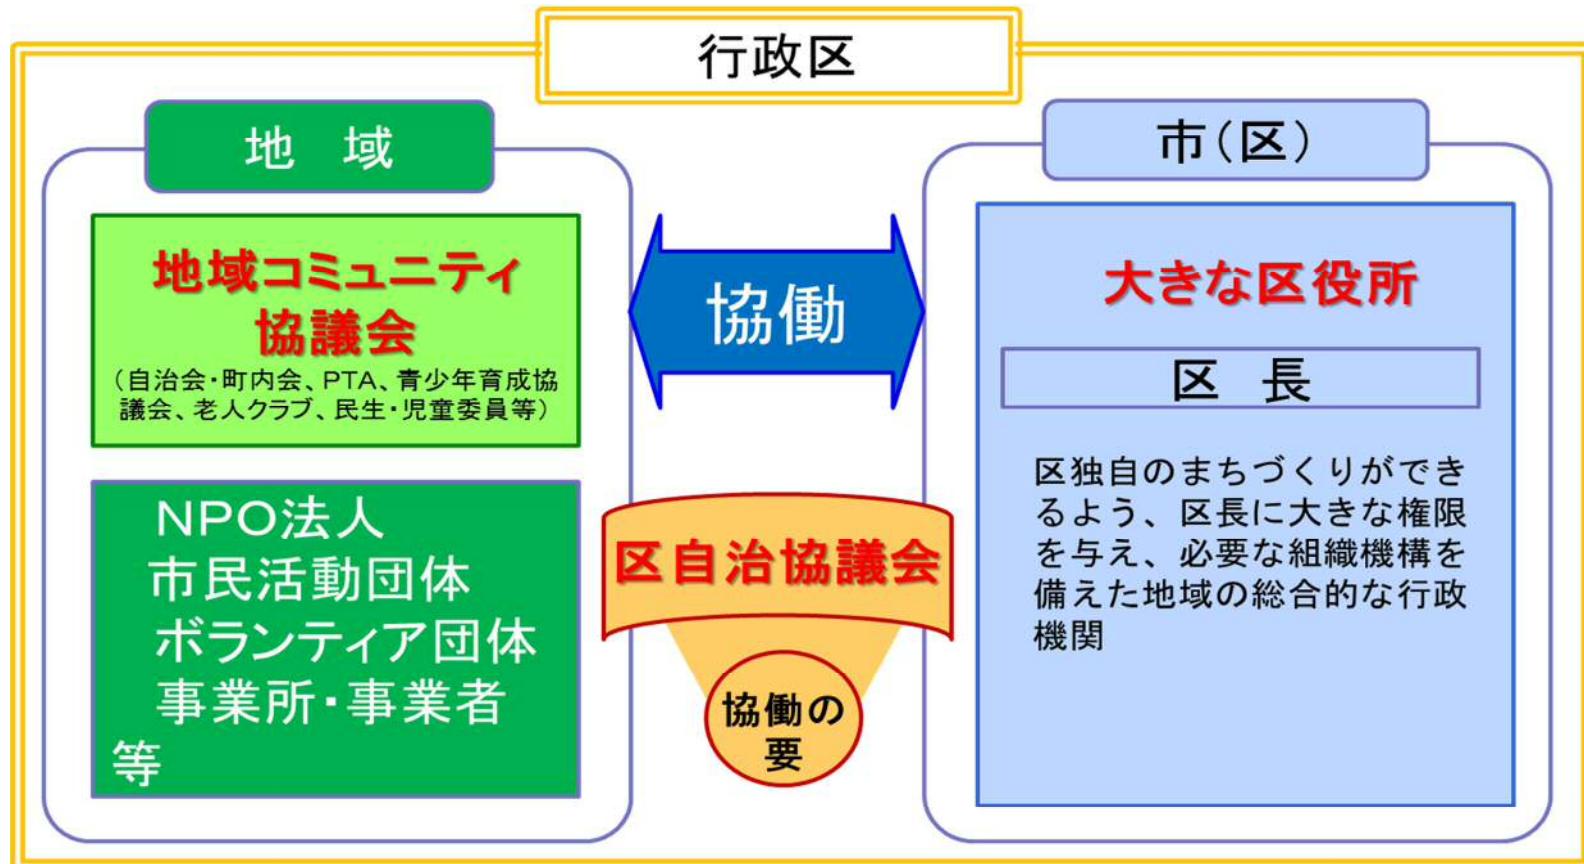 行政区
地 域
地域コミュニティ
協議会
（自治会・町内会、PTA、青少年育成協
議会、老人クラブ、民生・児童委員等）
NPO法人
市民活動団体
ボランティア団体
事業所・事業者
等
協働
区自治協議会
協働の
要
市（区）
大きな区役所
区 長
区独自のまちづくりができ
るよう、区長に大きな権限
を与え、必要な組織機構を
備えた地域の総合的な行政
機関